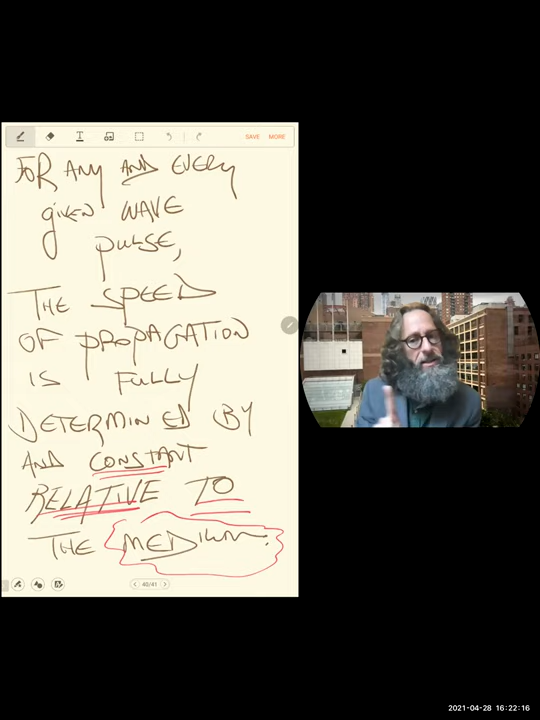 SAVE MORE
FOR ANY AND EVERY
given WAVE
pulse,
THE SPEED
OF PROPAGATION
IS FULLY
DETERMINED BY
AND CONSTANT
RELATIVE TO
THE MEDIUM.
40/41
2021-04-28 16:22:16